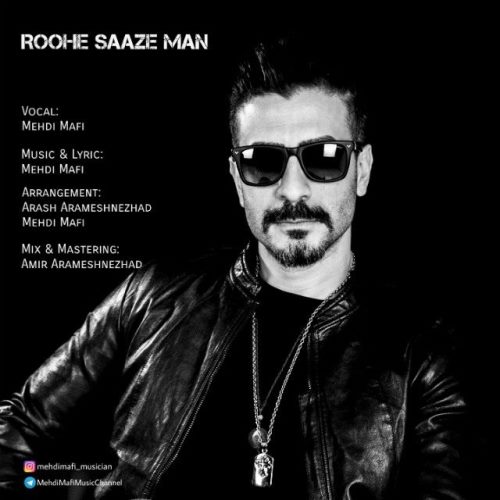 ROOHE SAAZE MAN
VOCAL:
MEHDI MAFI
MUSIC & LYRIC:
MEHDI MAFI
ARRANGEMENT:
ARASH ARAMESHNEZHAD
MEHDI MAFI
MIX & MASTERING:
AMIR ARAMESHNEZHAD
mehdimafi_musician
MehdiMafiMusicChannel